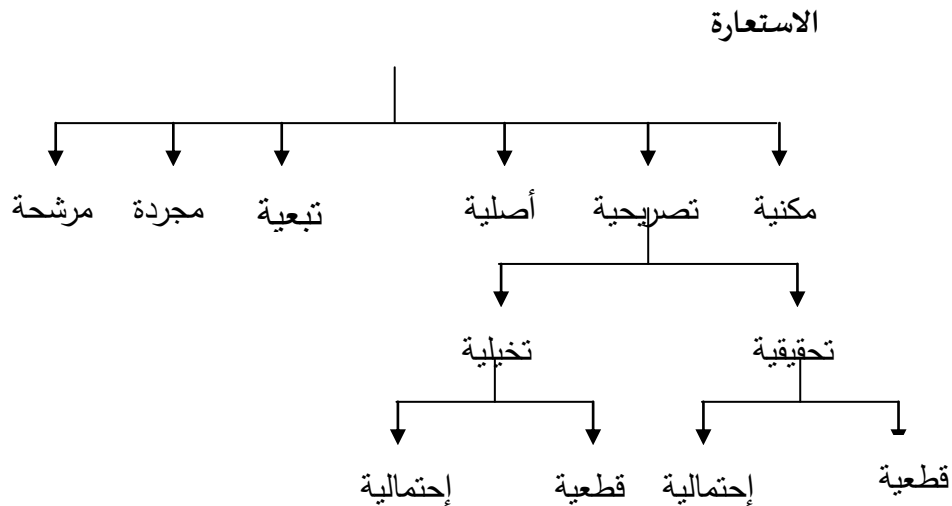 الاستعارة
مكنية تصريحية أصلية تبعية مجردة مرشحة
تحقيقية تخيلية
قطعية إحتمالية قطعية إحتمالية